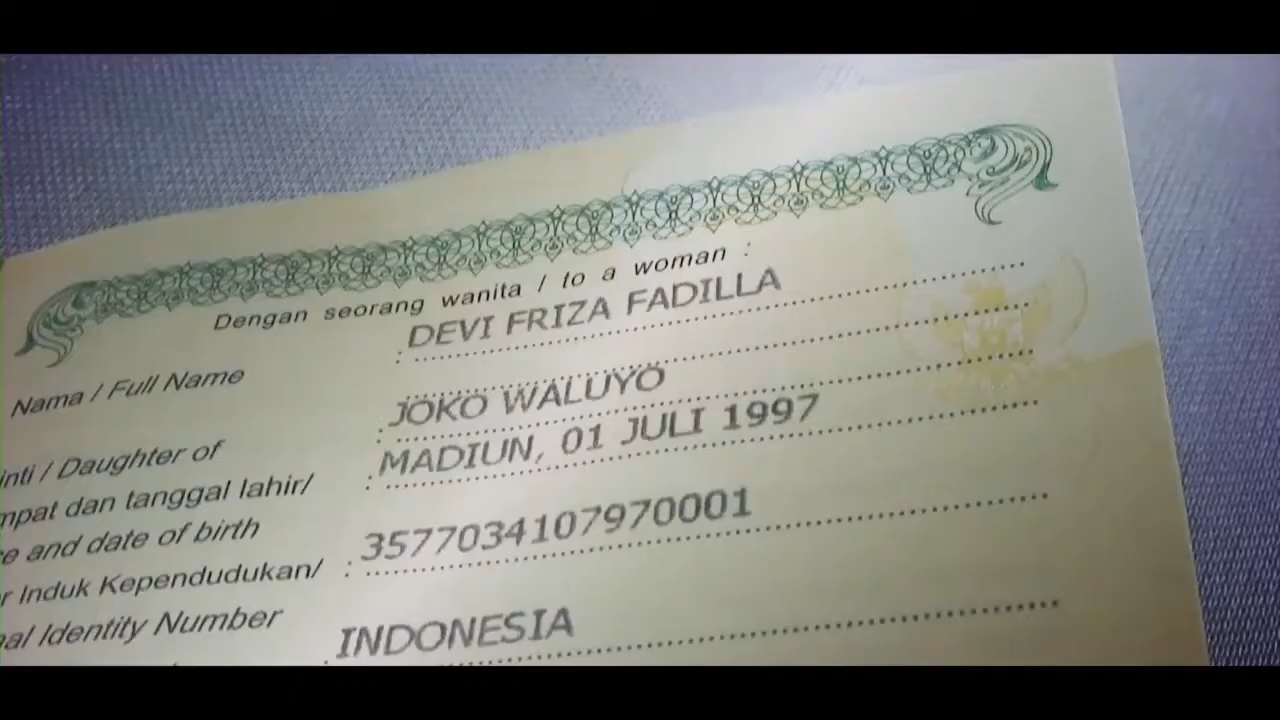 Dengan seorang wanita / to a woman :
Nama / Full Name : DEVI FRIZA FADILLA
inti / Daughter of : JOKO WALUYO
mpat dan tanggal lahir/ : MADIUN, 01 JULI 1997
e and date of birth
r Induk Kependudukan/ : 3577034107970001
al Identity Number
: INDONESIA